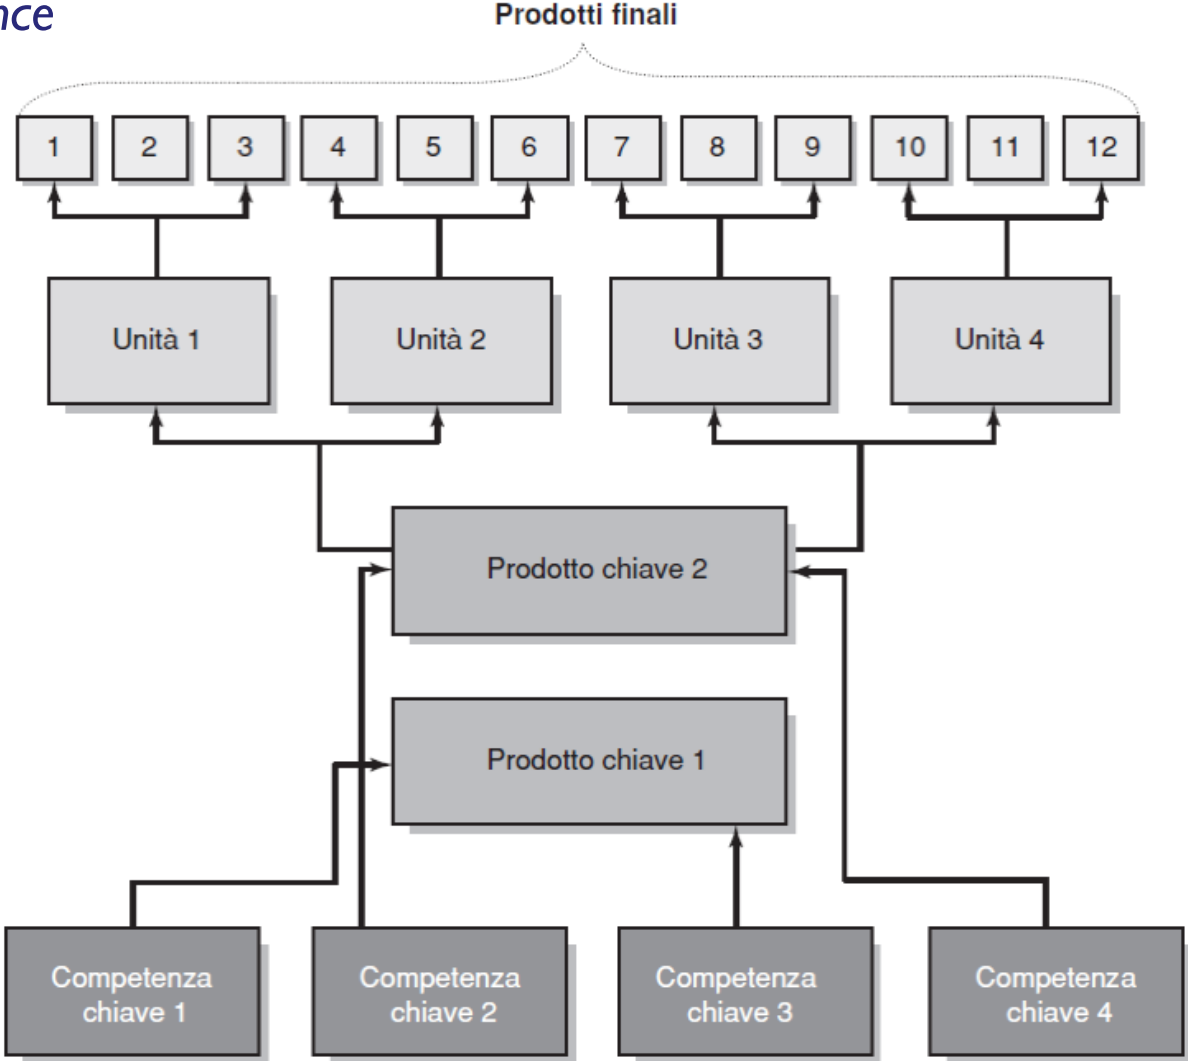 Prodotti finali
1 2 3 4 5 6 7 8 9 10 11 12
Unità 1 Unità 2 Unità 3 Unità 4
Prodotto chiave 2
Prodotto chiave 1
Competenza
chiave 1
Competenza
chiave 2
Competenza
chiave 3
Competenza
chiave 4